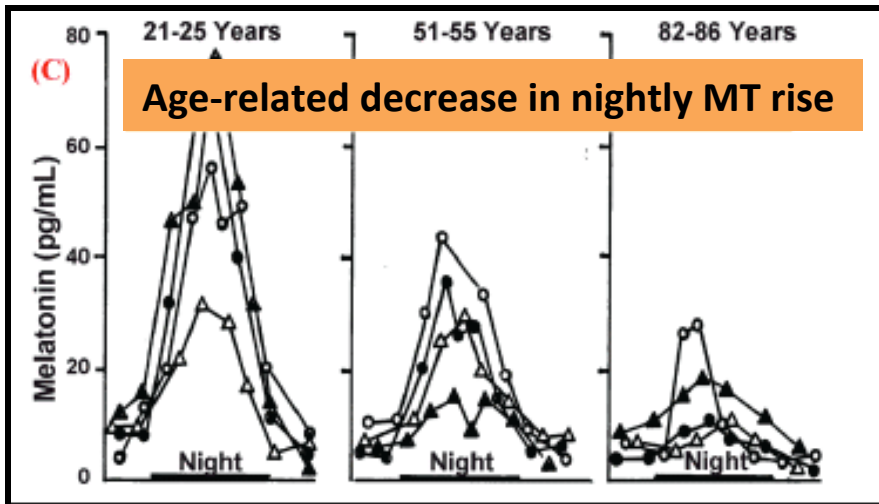 80 21-25 Years 51-55 Years 82-86 Years
(C)
Age-related decrease in nightly MT rise
60
Melatonin (pg/mL)
40
20
0 Night Night Night